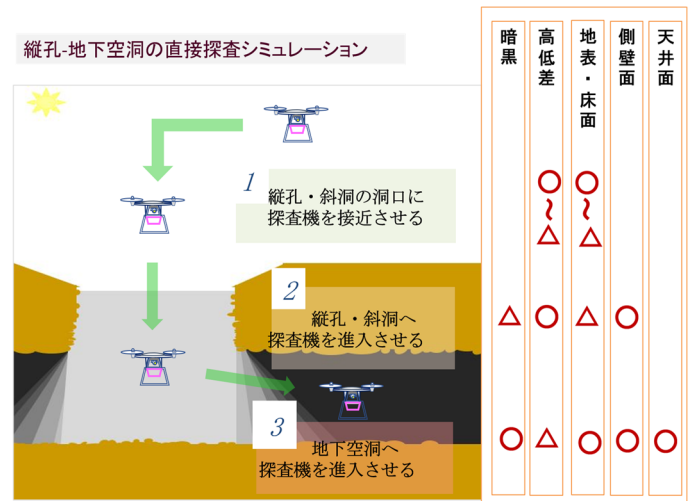 縦孔-地下空洞の直接探査シミュレーション
暗黒
高低差
地表・床面
側壁面
天井面
1
縦孔・斜洞の洞口に
探査機を接近させる
○ ○
〜 〜
△ △
2
縦孔・斜洞へ
探査機を進入させる
△ ○ △ ○
3
地下空洞へ
探査機を進入させる
○ △ ○ ○ ○